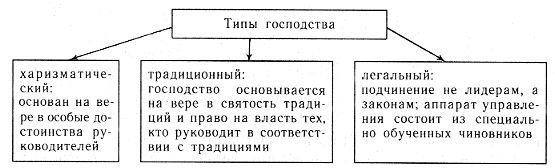 Типы господства
харизматичес-
кий:
основан на ве-
ре в особые до-
стоинства ру-
ководителей
традиционный:
господство основывается
на вере в святость тради-
ций и право на власть тех,
кто руководит в соответст-
вии с традициями
легальный:
подчинение не лидерам, а
законам; аппарат управле-
ния состоит из специаль-
но обученных чиновников